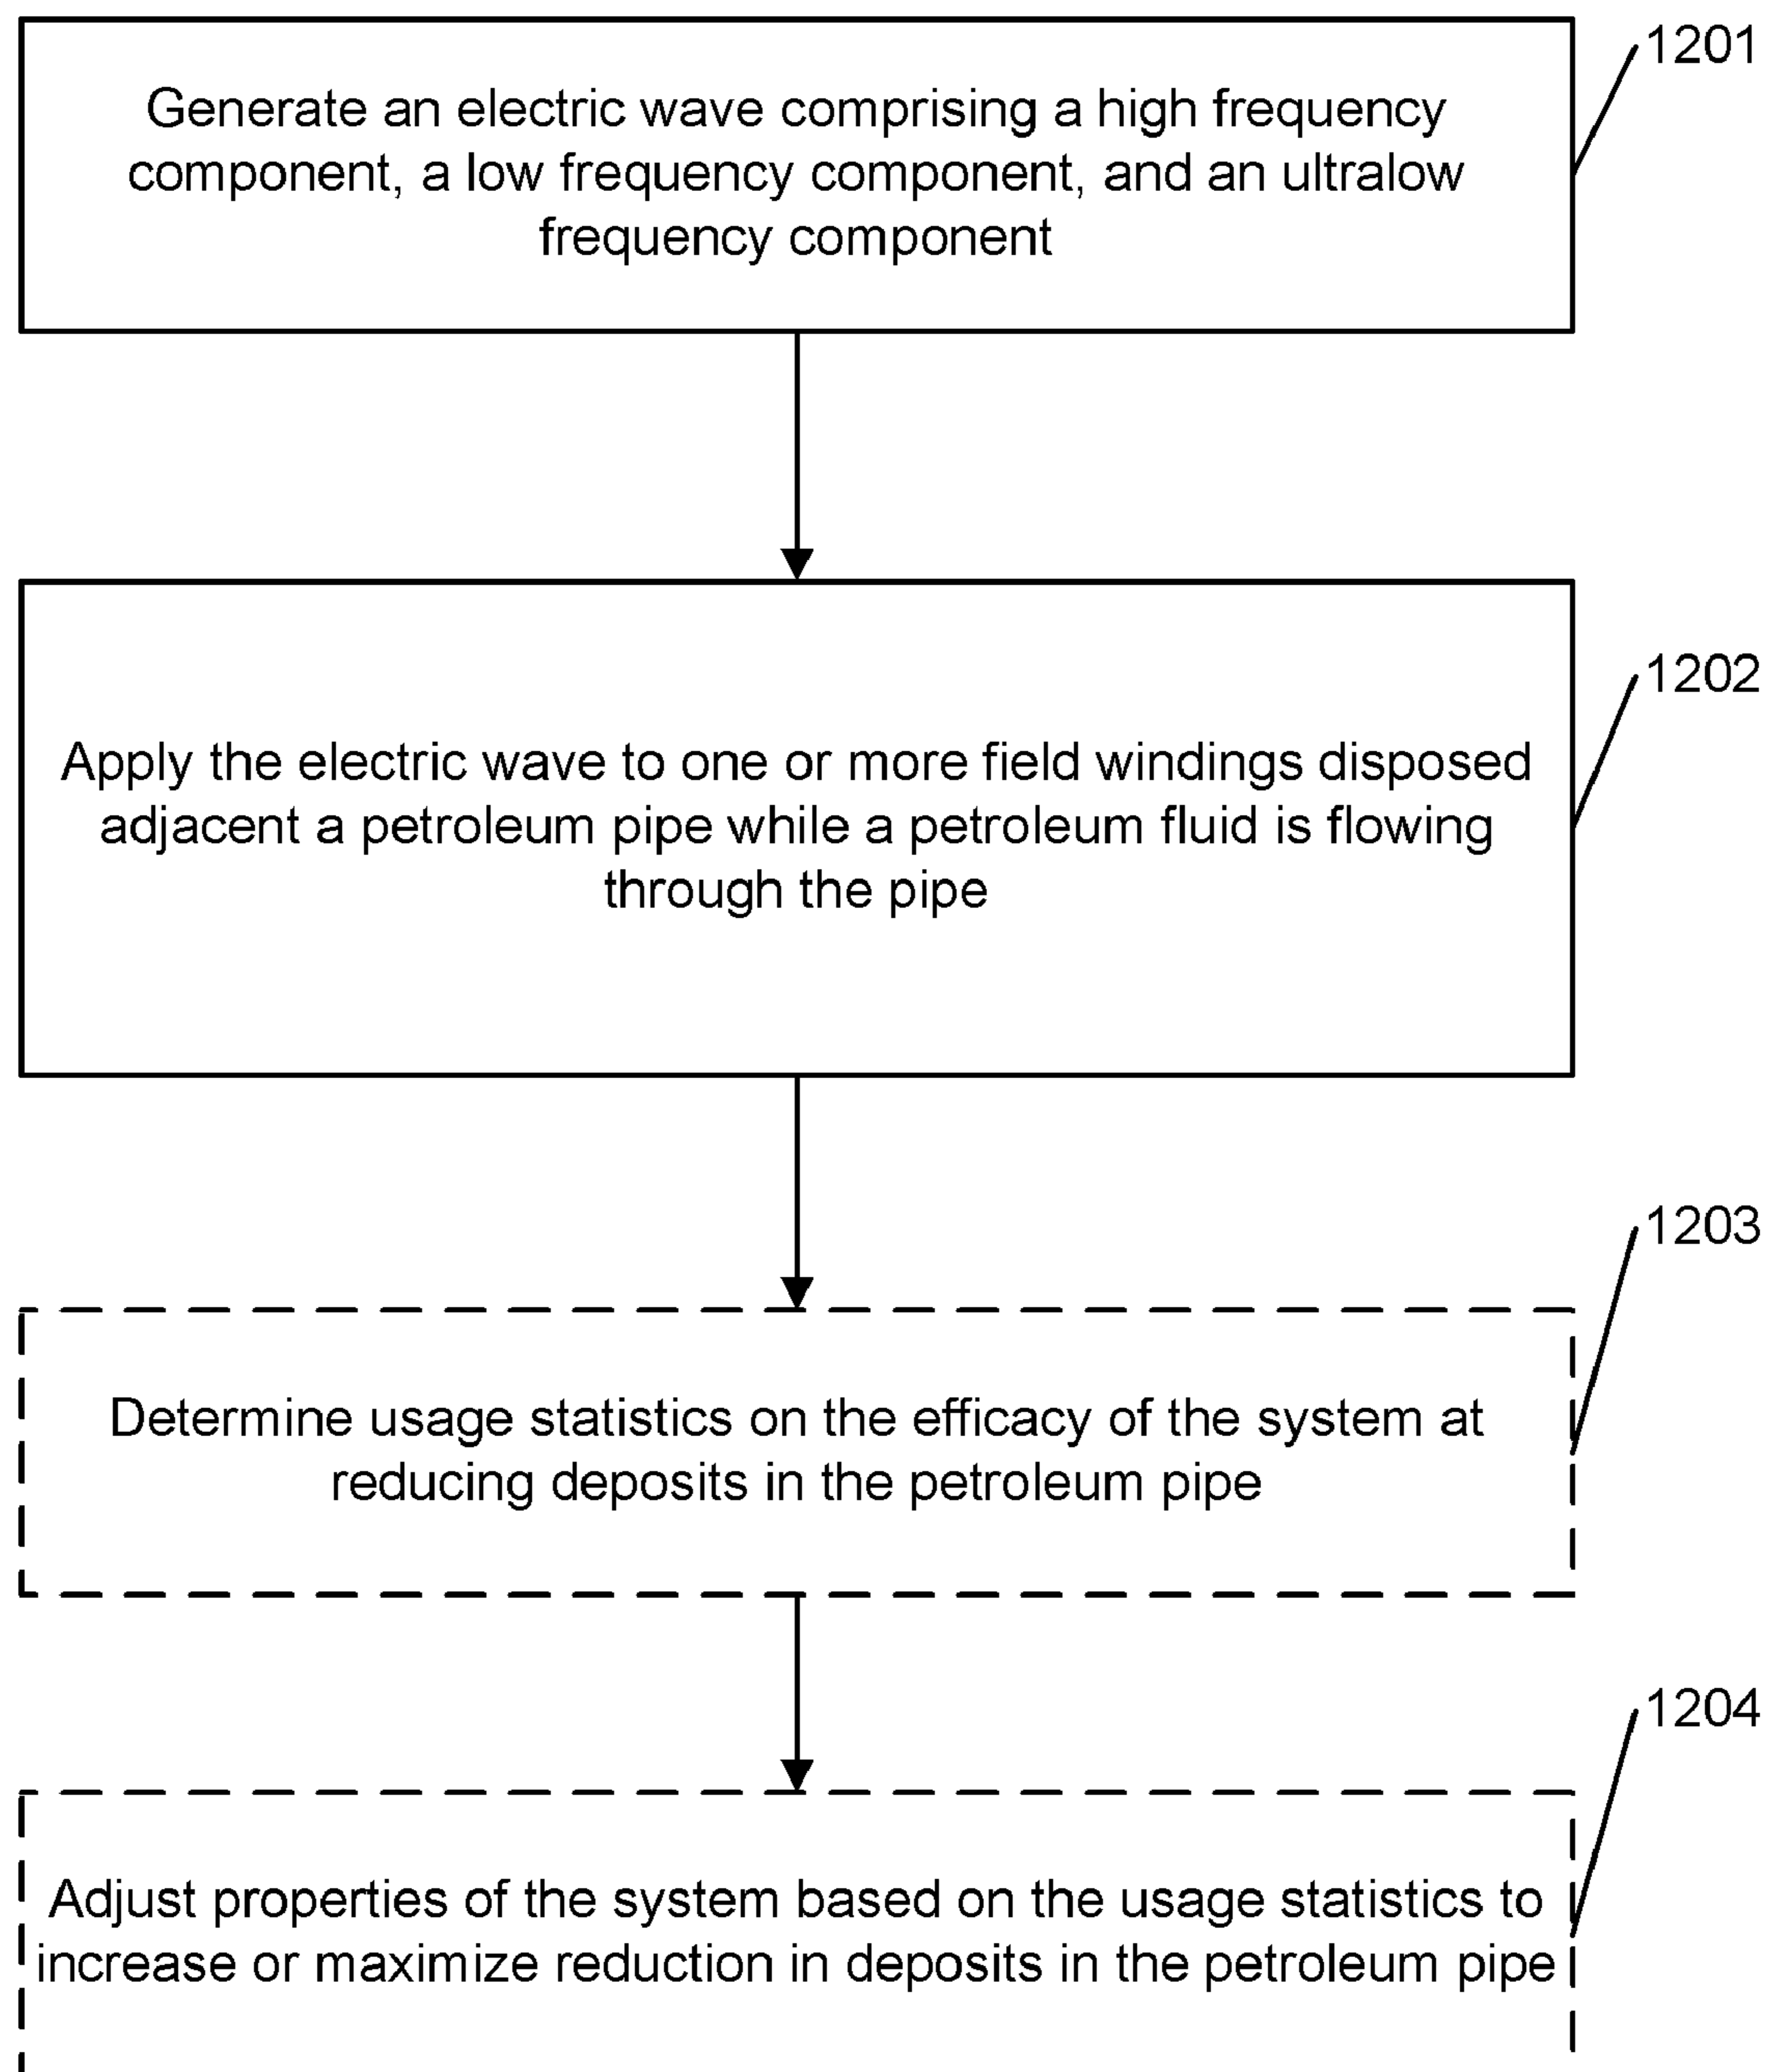 1201
Generate an electric wave comprising a high frequency
component, a low frequency component, and an ultralow
frequency component
1202
Apply the electric wave to one or more field windings disposed
adjacent a petroleum pipe while a petroleum fluid is flowing
through the pipe
1203
Determine usage statistics on the efficacy of the system at
reducing deposits in the petroleum pipe
1204
Adjust properties of the system based on the usage statistics to
increase or maximize reduction in deposits in the petroleum pipe